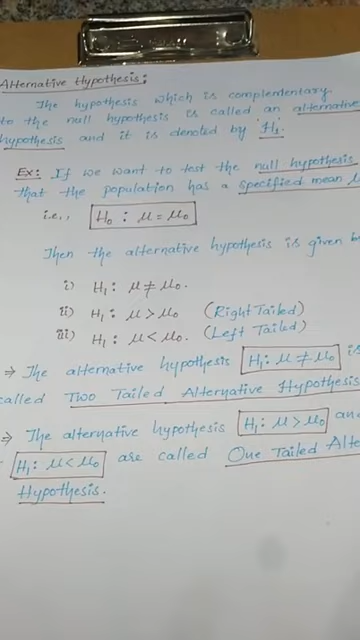 Alternative Hypothesis:
The hypothesis which is complementary
to the null hypothesis is called an alternative
hypothesis and it is denoted by 'H₁'.
Ex: If we want to test the null hypothesis
that the population has a specified mean
i.e., H₀ : μ = μ₀
Then the alternative hypothesis is given by
i) H₁ : μ ≠ μ₀.
ii) H₁ : μ > μ₀ (Right Tailed)
iii) H₁ : μ < μ₀. (Left Tailed)
⇒ The alternative hypothesis H₁ : μ ≠ μ₀ is
called Two Tailed Alternative Hypothesis
⇒ The alternative hypothesis H₁ : μ > μ₀ and
H₁ : μ < μ₀ are called One Tailed Alte
Hypothesis.